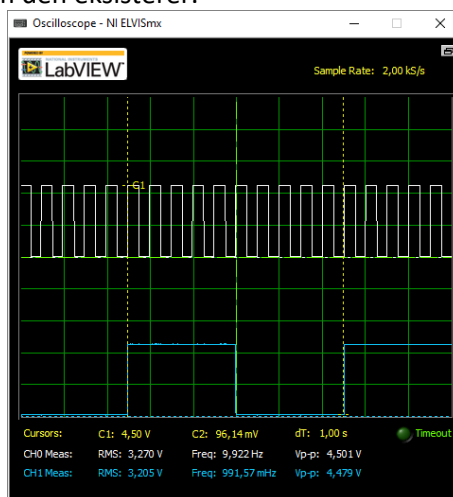 Oscilloscope - NI ELVISmx
LabVIEW
Sample Rate: 2,00 kS/s
C1
Cursors: C1: 4,50 V C2: 96,14 mV dT: 1,00 s Timeout
CH0 Meas: RMS: 3,270 V Freq: 9,922 Hz Vp-p: 4,501 V
CH1 Meas: RMS: 3,205 V Freq: 991,57 mHz Vp-p: 4,479 V